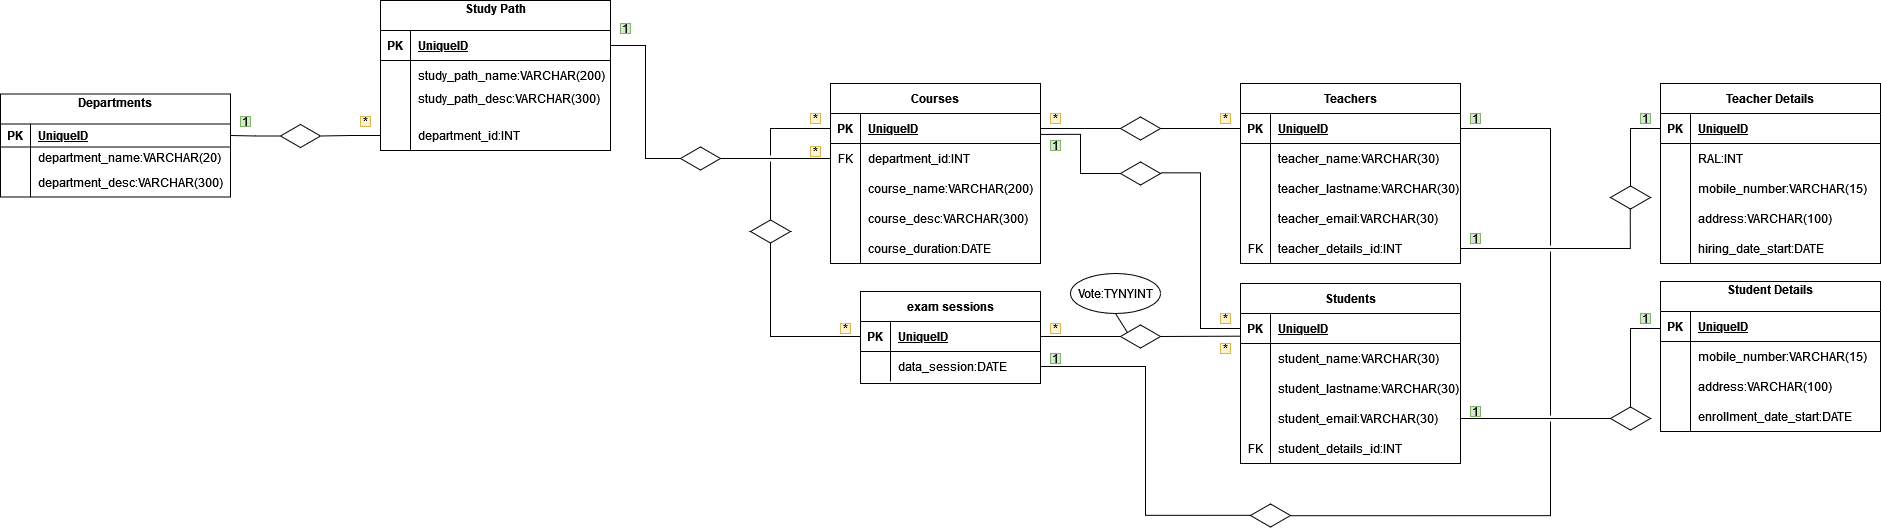 Study Path
PK UniqueID
study_path_name:VARCHAR(200)
study_path_desc:VARCHAR(300)
department_id:INT
1
Departments
PK UniqueID
department_name:VARCHAR(20)
department_desc:VARCHAR(300)
1
*
Courses
PK UniqueID
FK department_id:INT
course_name:VARCHAR(200)
course_desc:VARCHAR(300)
course_duration:DATE
*
*
*
1
Teachers
PK UniqueID
teacher_name:VARCHAR(30)
teacher_lastname:VARCHAR(30)
teacher_email:VARCHAR(30)
FK teacher_details_id:INT
*
1
1
Teacher Details
PK UniqueID
RAL:INT
mobile_number:VARCHAR(15)
address:VARCHAR(100)
hiring_date_start:DATE
1
exam sessions
PK UniqueID
data_session:DATE
*
*
1
Vote:TYNYINT
Students
PK UniqueID
student_name:VARCHAR(30)
student_lastname:VARCHAR(30)
student_email:VARCHAR(30)
FK student_details_id:INT
*
*
1
Student Details
PK UniqueID
mobile_number:VARCHAR(15)
address:VARCHAR(100)
enrollment_date_start:DATE
1